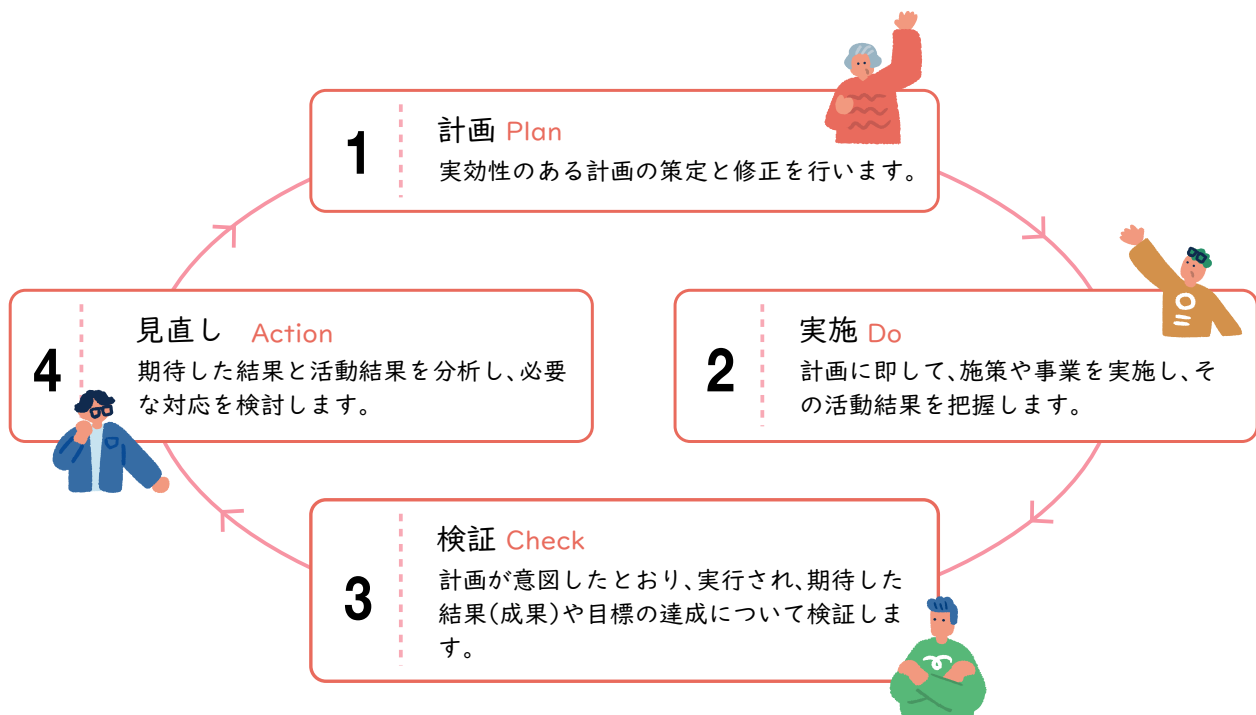 1
計画 Plan
実効性のある計画の策定と修正を行います。
2
実施 Do
計画に即して、施策や事業を実施し、そ
の活動結果を把握します。
3
検証 Check
計画が意図したとおり、実行され、期待した
結果(成果)や目標の達成について検証しま
す。
4
見直し Action
期待した結果と活動結果を分析し、必要
な対応を検討します。